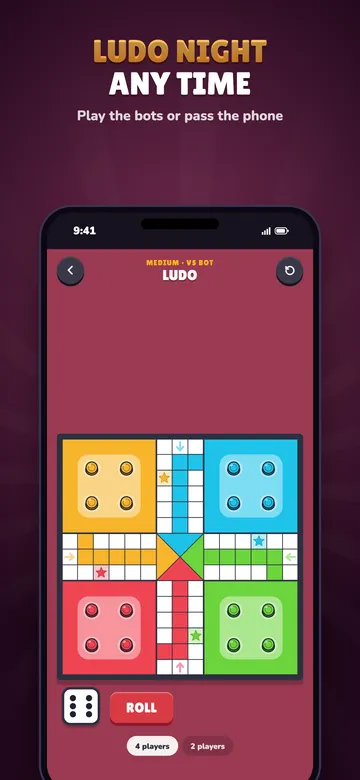 LUDO NIGHT
ANY TIME
Play the bots or pass the phone
9:41
MEDIUM · VS BOT
LUDO
ROLL
4 players
2 players